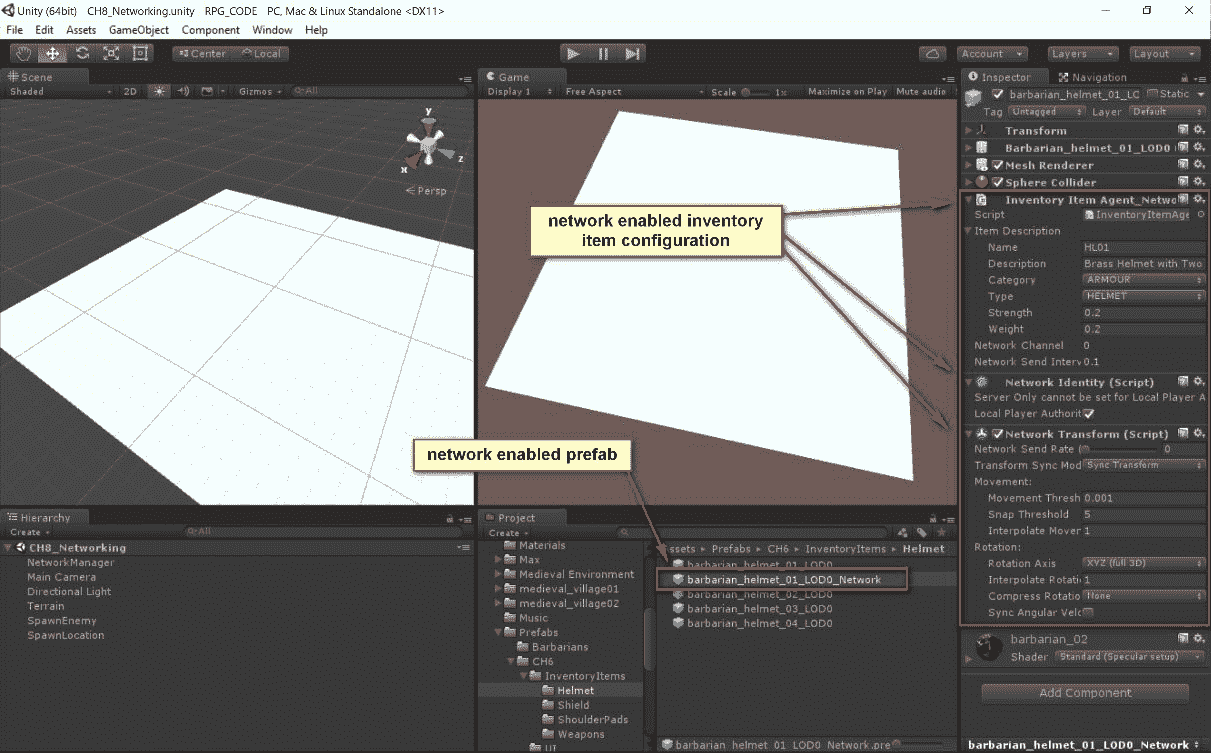 Unity (64bit) CH8_Networking.unity RPG_CODE PC, Mac & Linux Standalone <DX11>
File Edit Assets GameObject Component Window Help
Center Local
Account Layers Layout
Scene
Shaded 2D Gizmos All
y
z
x
Persp
Game
Display 1 Free Aspect Scale 1x Maximize on Play Mute audio
network enabled inventory
item configuration
network enabled prefab
Hierarchy
Create All
CH8_Networking
NetworkManager
Main Camera
Directional Light
Terrain
SpawnEnemy
SpawnLocation
Project
Create
Materials
Max
Medieval Environment
medieval_village01
medieval_village02
Music
Prefabs
Barbarians
CH6
InventoryItems
Helmet
Shield
ShoulderPads
Weapons
UI
Assets Prefabs CH6 InventoryItems Helmet
barbarian_helmet_01_LOD0
barbarian_helmet_01_LOD0_Network
barbarian_helmet_02_LOD0
barbarian_helmet_03_LOD0
barbarian_helmet_04_LOD0
barbarian_helmet_01_LOD0_Network.pre
Inspector Navigation
barbarian_helmet_01_LO Static
Tag Untagged Layer Default
Transform
Barbarian_helmet_01_LOD0
Mesh Renderer
Sphere Collider
Inventory Item Agent_Netwo
Script InventoryItemAge
Item Description
Name HL01
Description Brass Helmet with Two
Category ARMOUR
Type HELMET
Strength 0.2
Weight 0.2
Network Channel 0
Network Send Interv 0.1
Network Identity (Script)
Server Only cannot be set for Local Player A
Local Player Authorit
Network Transform (Script)
Network Send Rate ( 0
Transform Sync Mod Sync Transform
Movement:
Movement Thresh 0.001
Snap Threshold 5
Interpolate Mover 1
Rotation:
Rotation Axis XYZ (full 3D)
Interpolate Rotati 1
Compress Rotatio None
Sync Angular Velo
barbarian_02
Shader Standard (Specular setup)
Add Component
barbarian_helmet_01_LOD0_Network